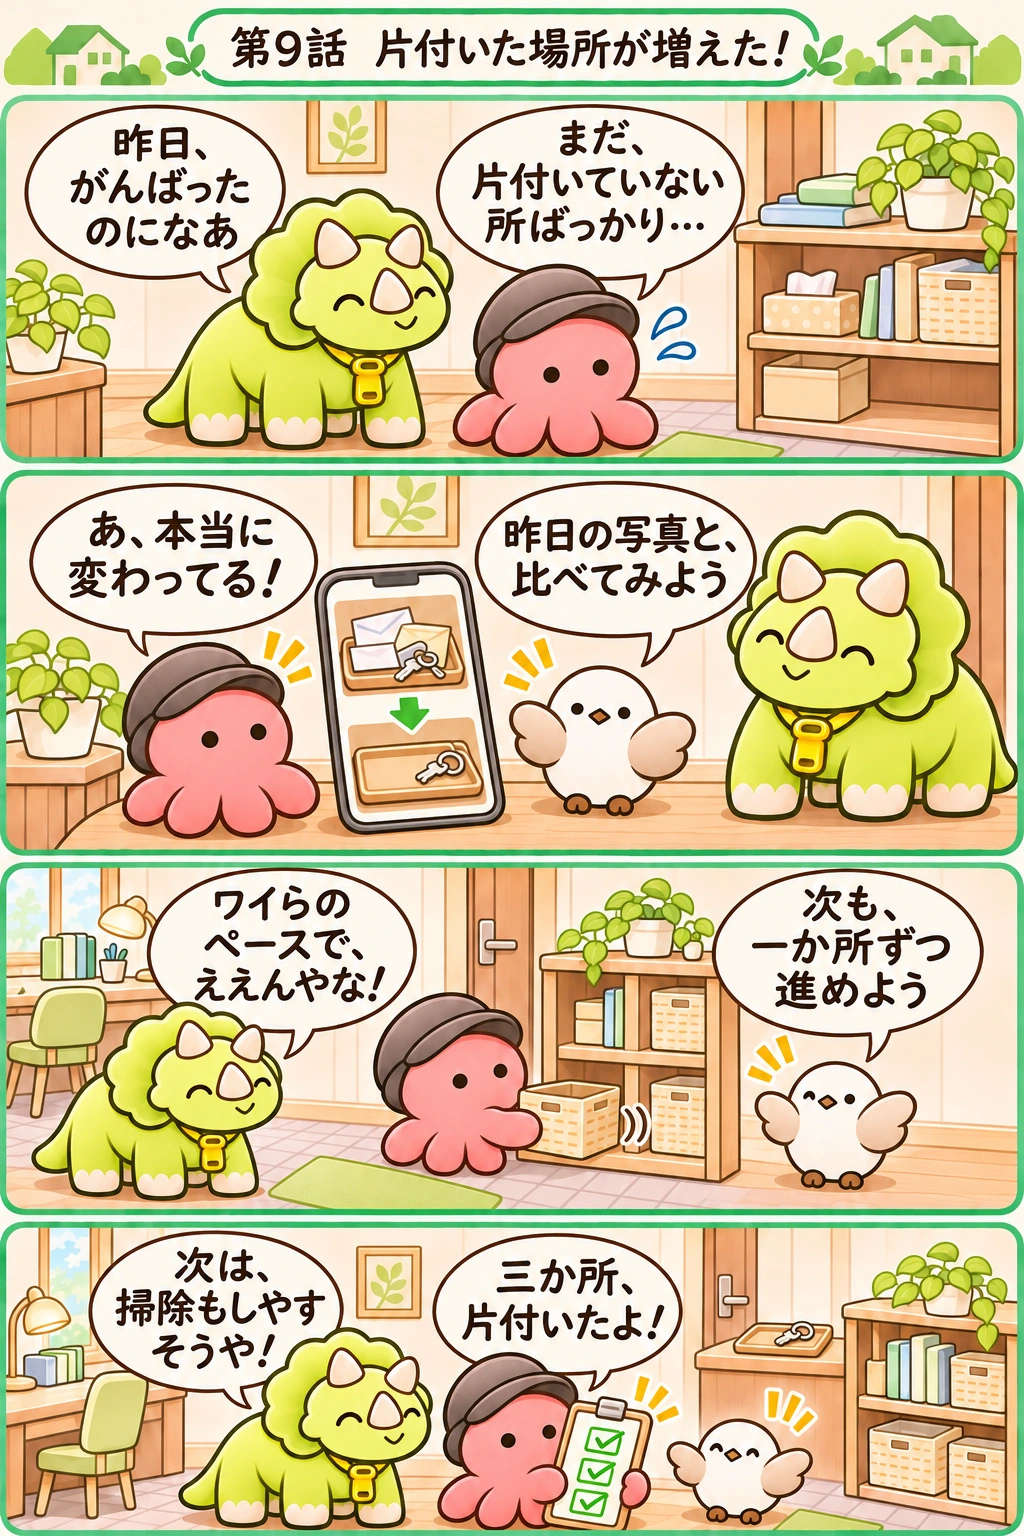 第9話 片付いた場所が増えた!
まだ、
片付いていない
所ばっかり…
昨日、
がんばった
のになあ
昨日の写真と、
比べてみよう
あ、本当に
変わってる!
次も、
一か所ずつ
進めよう
ワイらの
ペースで、
ええんやな!
三か所、
片付いたよ!
次は、
掃除もしやす
そうや!